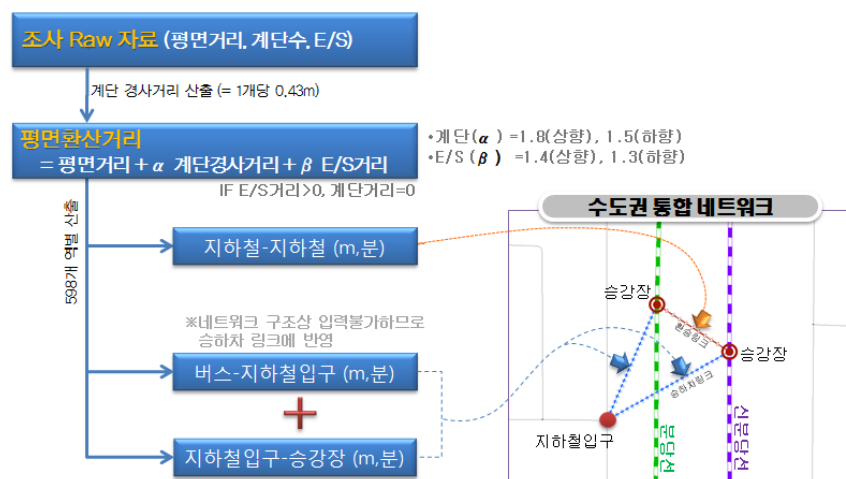 조사 Raw 자료 (평면거리, 계단수, E/S)
계단 경사거리 산출 (= 1개당 0.43m)
평면환산거리
= 평면거리 + α 계단경사거리 + β E/S거리
•계단(α) =1.8(상향), 1.5(하향)
•E/S (β) =1.4(상향), 1.3(하향)
IF E/S거리>0, 계단거리=0
598개 역별 산출
지하철-지하철 (m,분)
※네트워크 구조상 입력불가하므로
승하차 링크에 반영
버스-지하철입구 (m,분)
지하철입구-승강장 (m,분)
수도권 통합 네트워크
승강장
환승링크
승강장
승하차링크
지하철입구
분당선
신분당선